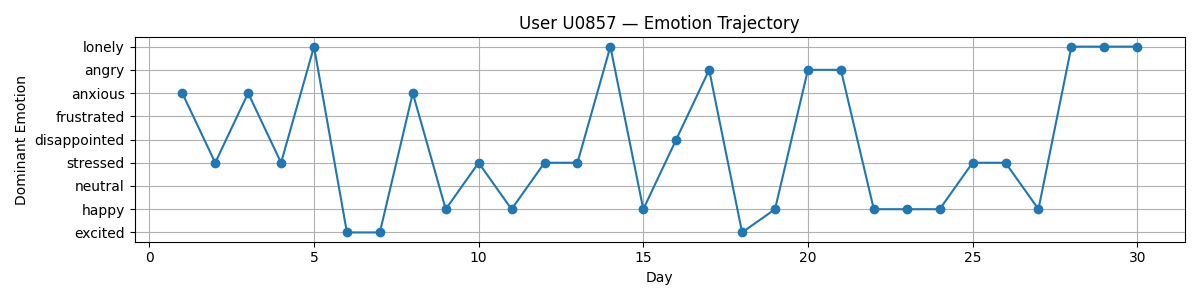 User U0857 — Emotion Trajectory
Dominant Emotion
lonely
angry
anxious
frustrated
disappointed
stressed
neutral
happy
excited
0 5 10 15 20 25 30
Day